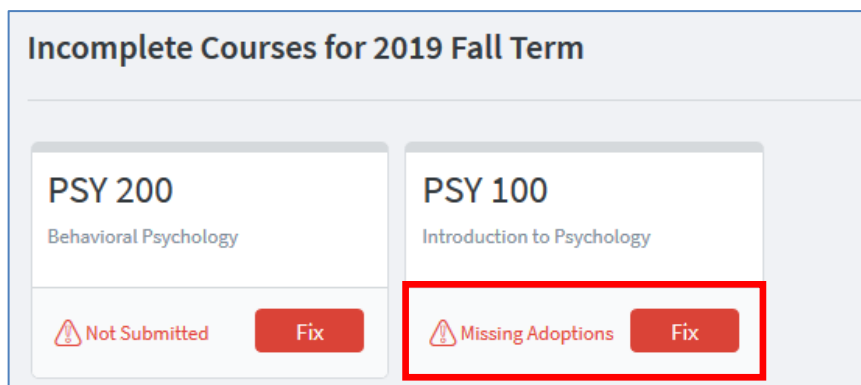 Incomplete Courses for 2019 Fall Term
PSY 200
Behavioral Psychology
Not Submitted
Fix
PSY 100
Introduction to Psychology
Missing Adoptions
Fix